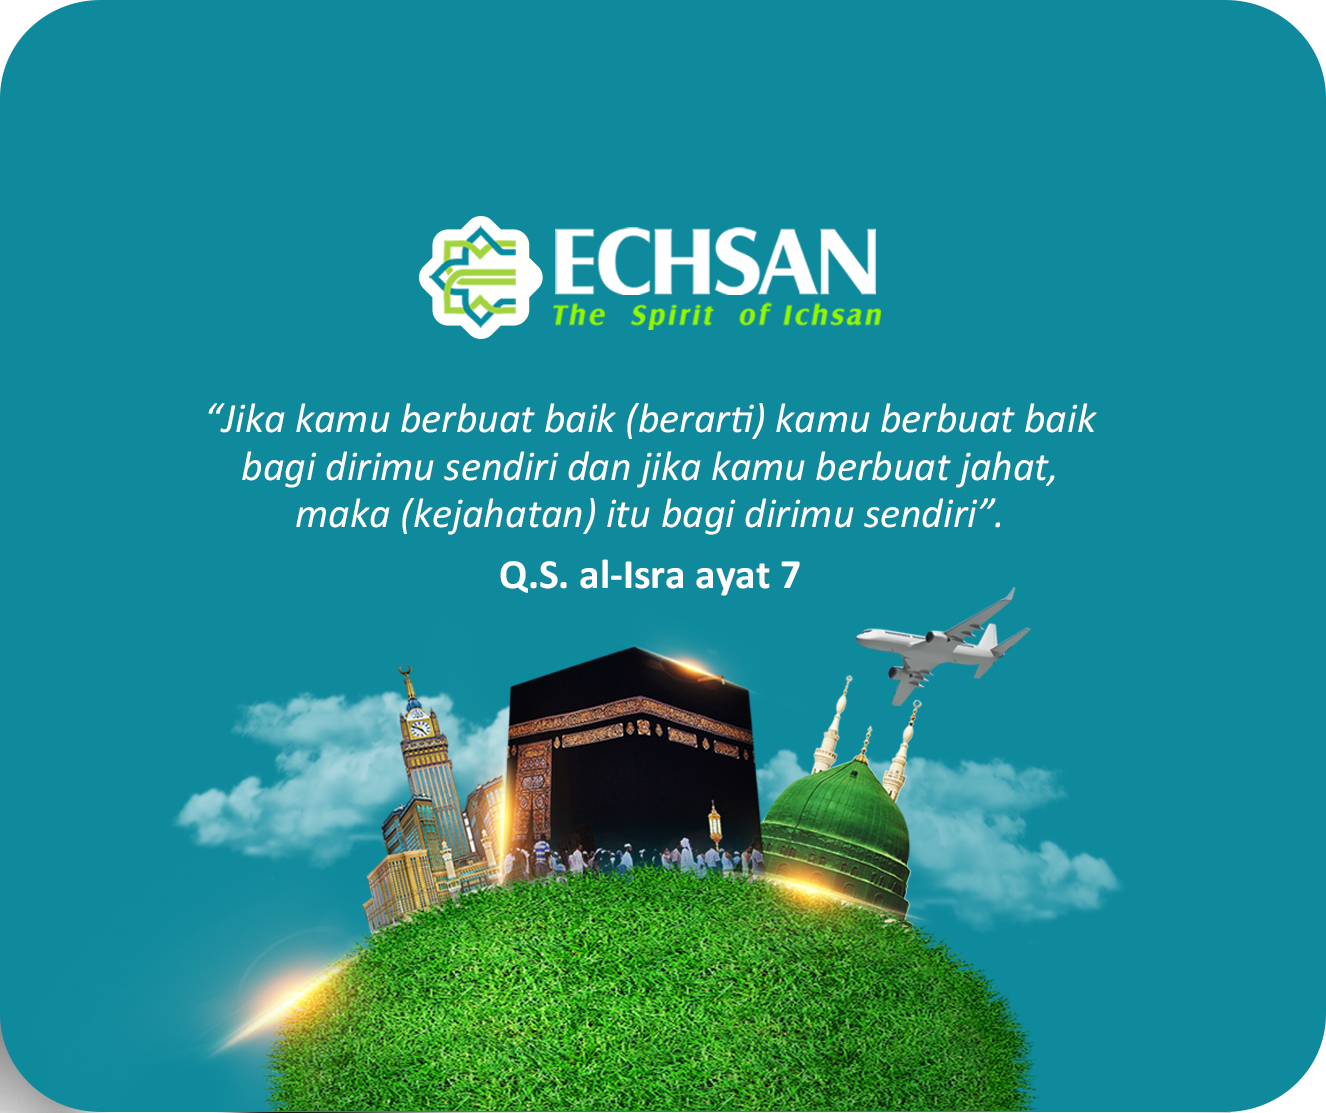 ECHSAN
The Spirit of Ichsan
“Jika kamu berbuat baik (berarti) kamu berbuat baik
bagi dirimu sendiri dan jika kamu berbuat jahat,
maka (kejahatan) itu bagi dirimu sendiri”.
Q.S. al-Isra ayat 7